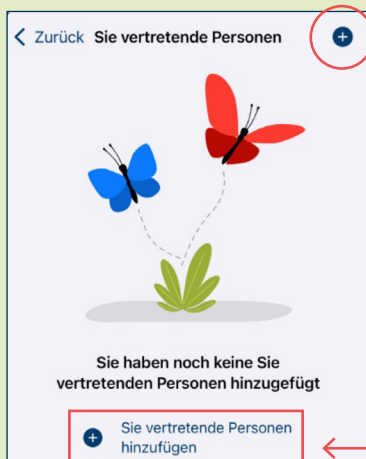 Zurück Sie vertretende Personen
Sie haben noch keine Sie
vertretenden Personen hinzugefügt
Sie vertretende Personen
hinzufügen